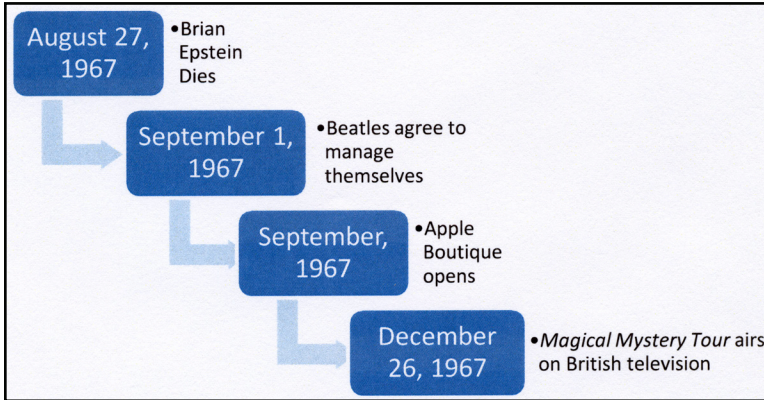 August 27,
1967
•Brian
Epstein
Dies
September 1,
1967
•Beatles agree to
manage
themselves
September,
1967
•Apple
Boutique
opens
December
26, 1967
•Magical Mystery Tour airs
on British television